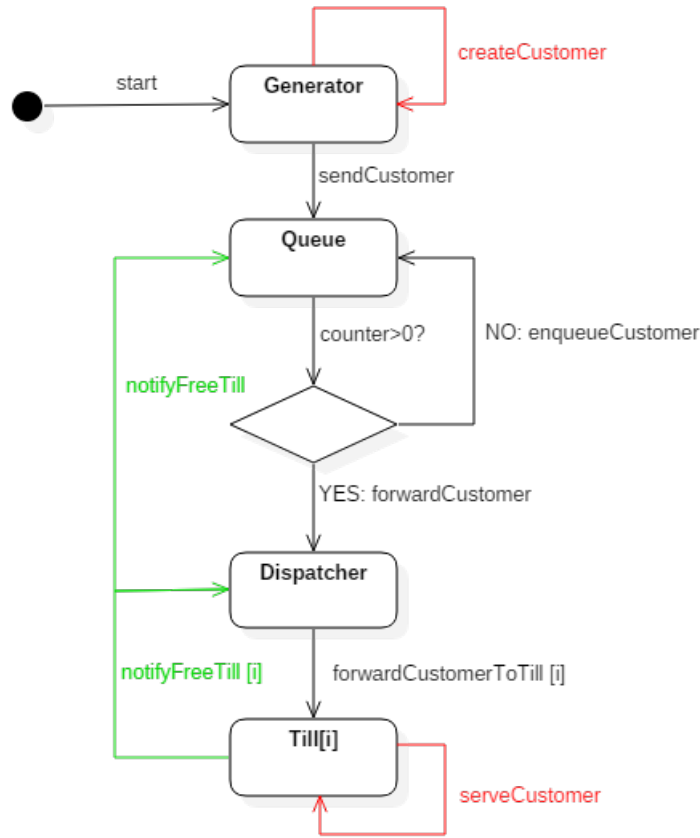 createCustomer
start
Generator
sendCustomer
Queue
counter>0?
NO: enqueueCustomer
notifyFreeTill
YES: forwardCustomer
Dispatcher
notifyFreeTill [i]
forwardCustomerToTill [i]
Till[i]
serveCustomer